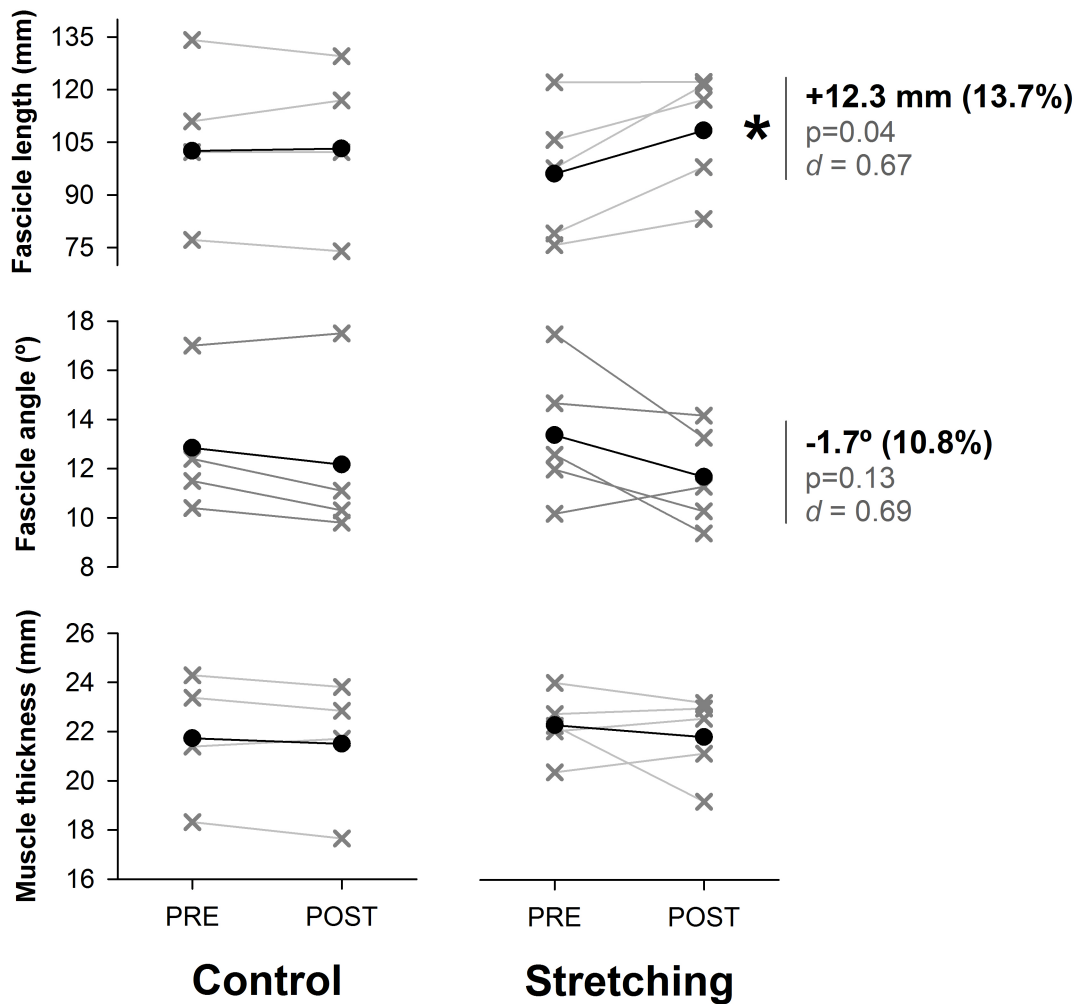 Fascicle length (mm)
135
120
105
90
75
*
+12.3 mm (13.7%)
p=0.04
d = 0.67
Fascicle angle (º)
18
16
14
12
10
8
-1.7º (10.8%)
p=0.13
d = 0.69
Muscle thickness (mm)
26
24
22
20
18
16
PRE POST PRE POST
Control Stretching